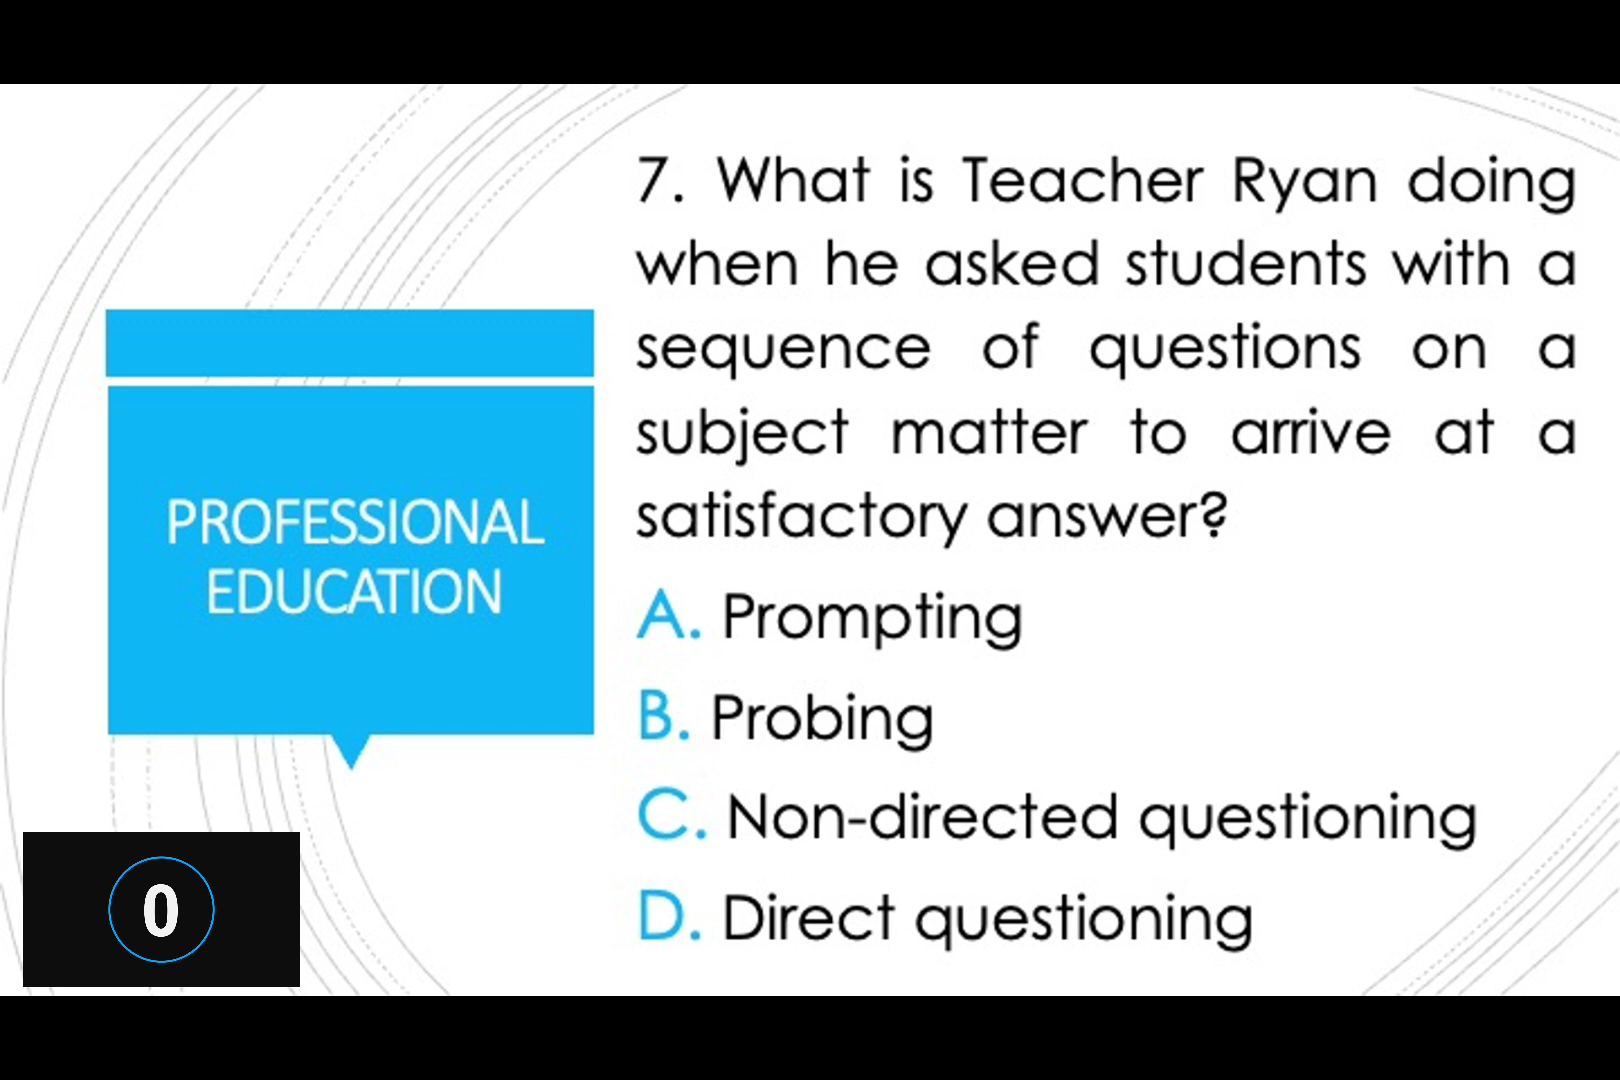 PROFESSIONAL
EDUCATION
7. What is Teacher Ryan doing
when he asked students with a
sequence of questions on a
subject matter to arrive at a
satisfactory answer?
A. Prompting
B. Probing
C. Non-directed questioning
D. Direct questioning
0